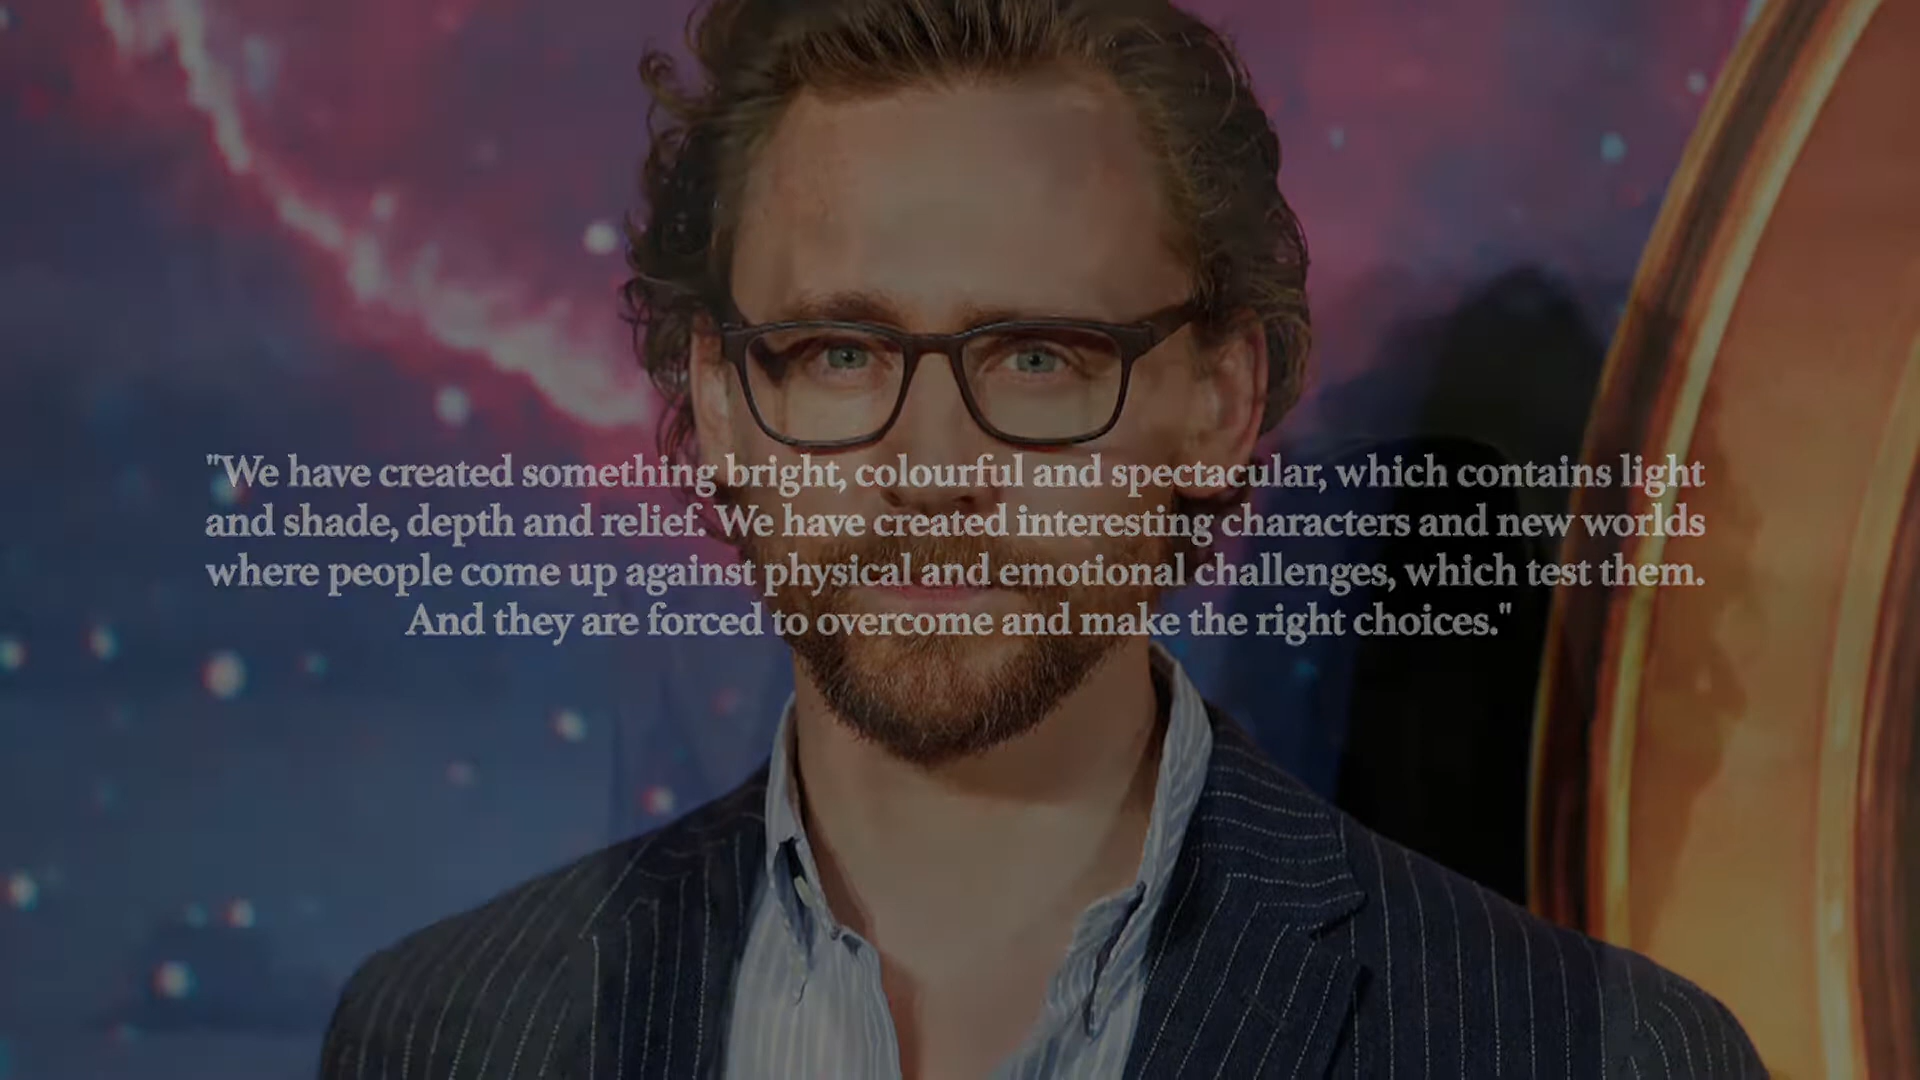 "We have created something bright, colourful and spectacular, which contains light
and shade, depth and relief. We have created interesting characters and new worlds
where people come up against physical and emotional challenges, which test them.
And they are forced to overcome and make the right choices."